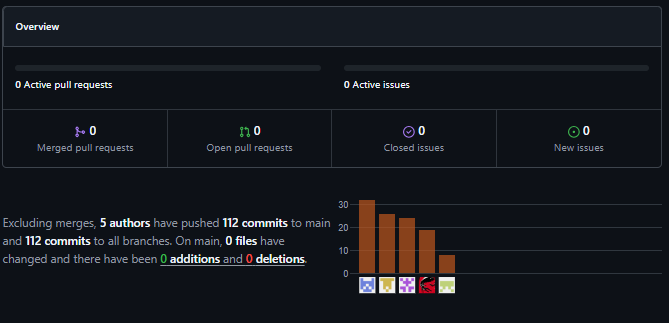 Overview
0 Active pull requests
0 Active issues
0
Merged pull requests
0
Open pull requests
0
Closed issues
0
New issues
Excluding merges, 5 authors have pushed 112 commits to main
and 112 commits to all branches. On main, 0 files have
changed and there have been 0 additions and 0 deletions.
30
20
10
0